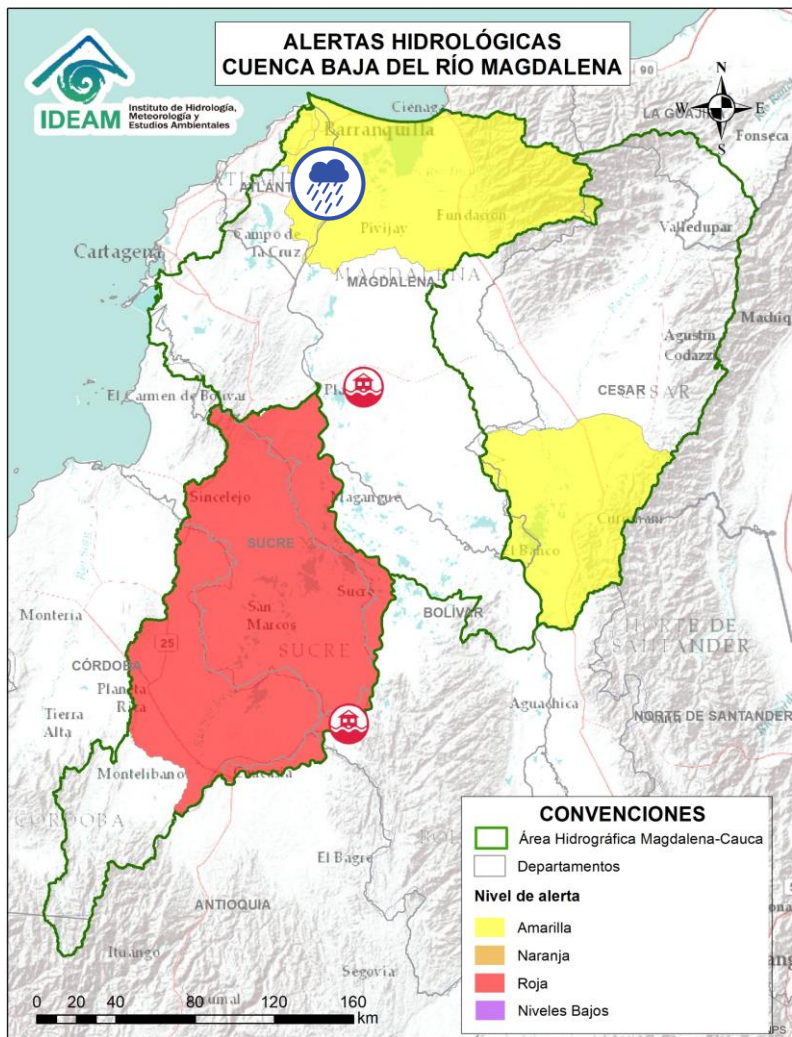 ALERTAS HIDROLÓGICAS
CUENCA BAJA DEL RÍO MAGDALENA
IDEAM
Instituto de Hidrología,
Meteorología y
Estudios Ambientales
N
W
E
S
90
LA GUAJIRA
Ciénaga
Barranquilla
Fonseca
Fundación
Pivijay
Valledupar
Campo de
la Cruz
Cartagena
MAGDALENA
MAGDALENA
Agustín
Codazzi
CESAR
CESAR
El Carmen de Bolívar
Sincelejo
Magangue
SUCRE
El Banco
San
Marcos
Sucre
BOLÍVAR
Montería
SUCRE
NORTE DE
SANTANDER
25
CÓRDOBA
Planeta
Rica
Aguachica
NORTE DE SANTANDER
Tierra
Alta
Montelíbano
CÓRDOBA
El Bagre
ANTIOQUIA
Ituango
Segovia
CONVENCIONES
Área Hidrográfica Magdalena-Cauca
Departamentos
Nivel de alerta
Amarilla
Naranja
Roja
Niveles Bajos
0 20 40 80 120 160
km